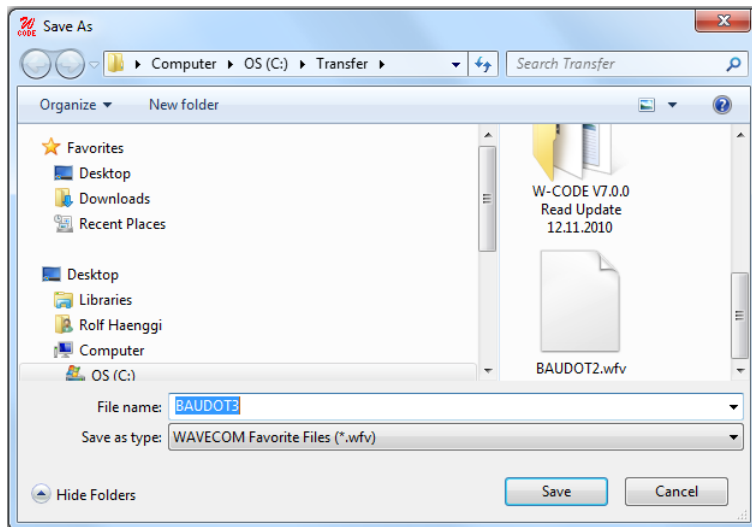 W
CODE
Save As
Computer ▸ OS (C:) ▸ Transfer ▸
Search Transfer
Organize
New folder
Favorites
Desktop
Downloads
Recent Places
Desktop
Libraries
Rolf Haenggi
Computer
OS (C:)
W-CODE V7.0.0
Read Update
12.11.2010
BAUDOT2.wfv
File name: BAUDOT3
Save as type: WAVECOM Favorite Files (*.wfv)
Hide Folders
Save
Cancel